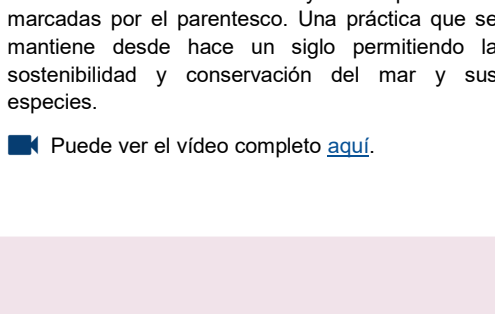 marcadas por el parentesco. Una práctica que se
mantiene desde hace un siglo permitiendo la
sostenibilidad y conservación del mar y sus
especies.
Puede ver el vídeo completo aquí.